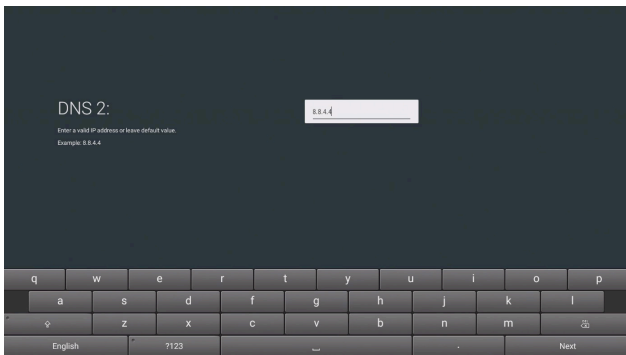 DNS 2:
8.8.4.4
Enter a valid IP address or leave default value.
Example: 8.8.4.4
q w e r t y u i o p
a s d f g h j k l
z x c v b n m
English ?123 . Next